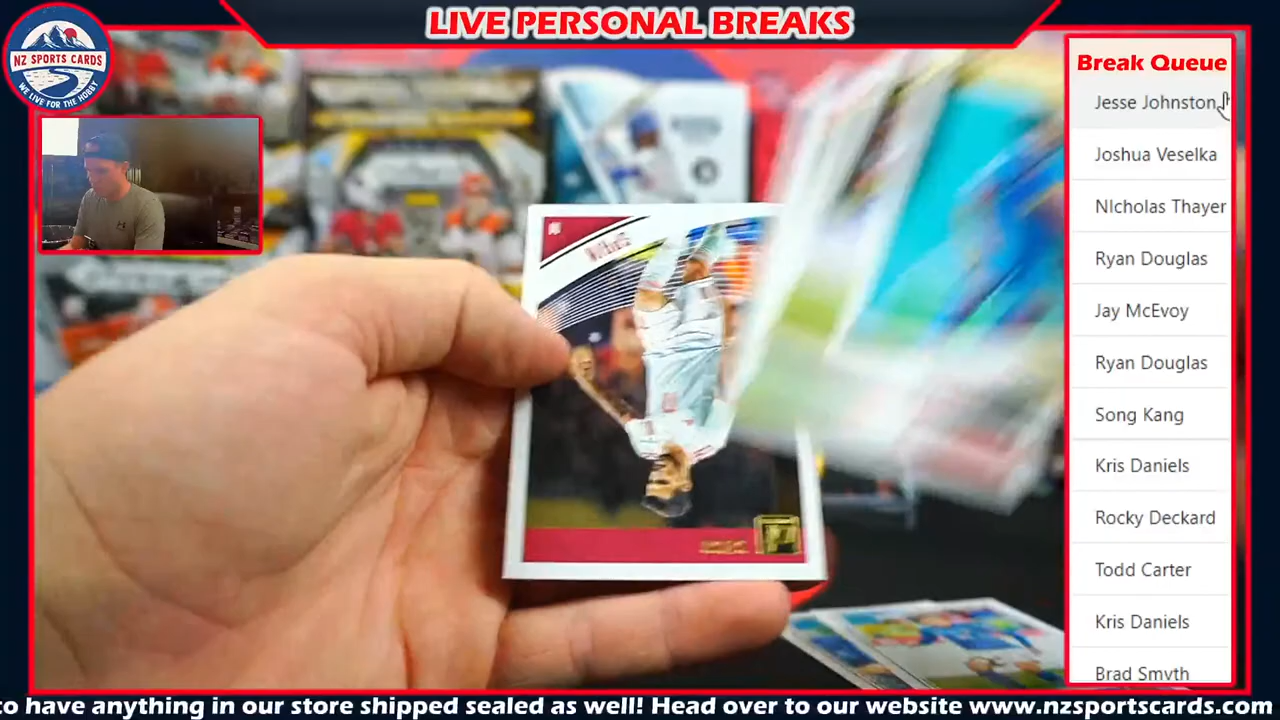 LIVE PERSONAL BREAKS
NZ SPORTS CARDS
WE LIVE FOR THE HOBBY
Break Queue
Jesse Johnston
Joshua Veselka
NIcholas Thayer
Ryan Douglas
Jay McEvoy
Ryan Douglas
Song Kang
Kris Daniels
Rocky Deckard
Todd Carter
Kris Daniels
Brad Smyth
to have anything in our store shipped sealed as well! Head over to our website www.nzsportscards.com